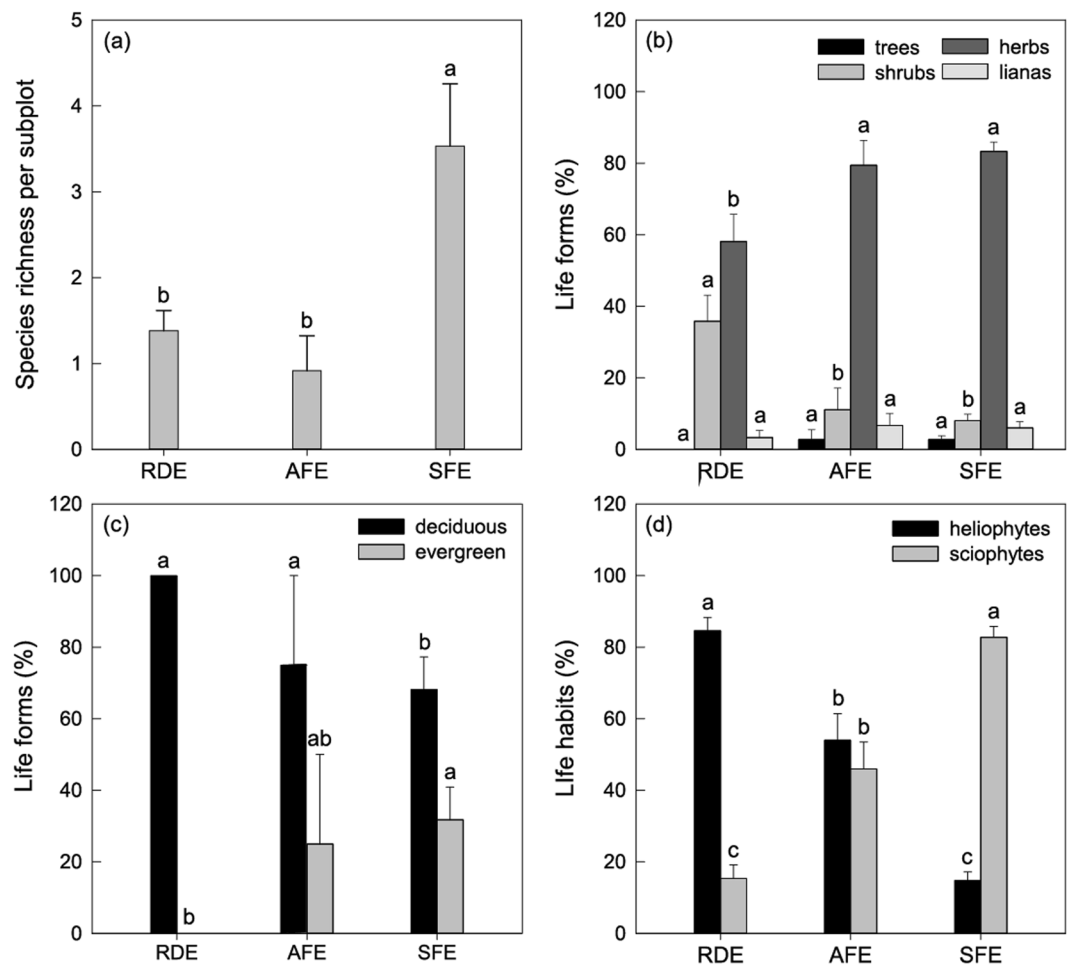 (a)
Species richness per subplot
5
4
3
2
1
0
b
b
a
RDE AFE SFE
(b)
trees herbs
shrubs lianas
Life forms (%)
120
100
80
60
40
20
0
a a b a
a b a a
a b a a
RDE AFE SFE
(c)
deciduous
evergreen
Life forms (%)
120
100
80
60
40
20
0
a b
a ab
b a
RDE AFE SFE
(d)
heliophytes
sciophytes
LIfe habits (%)
120
100
80
60
40
20
0
a c
b b
c a
RDE AFE SFE